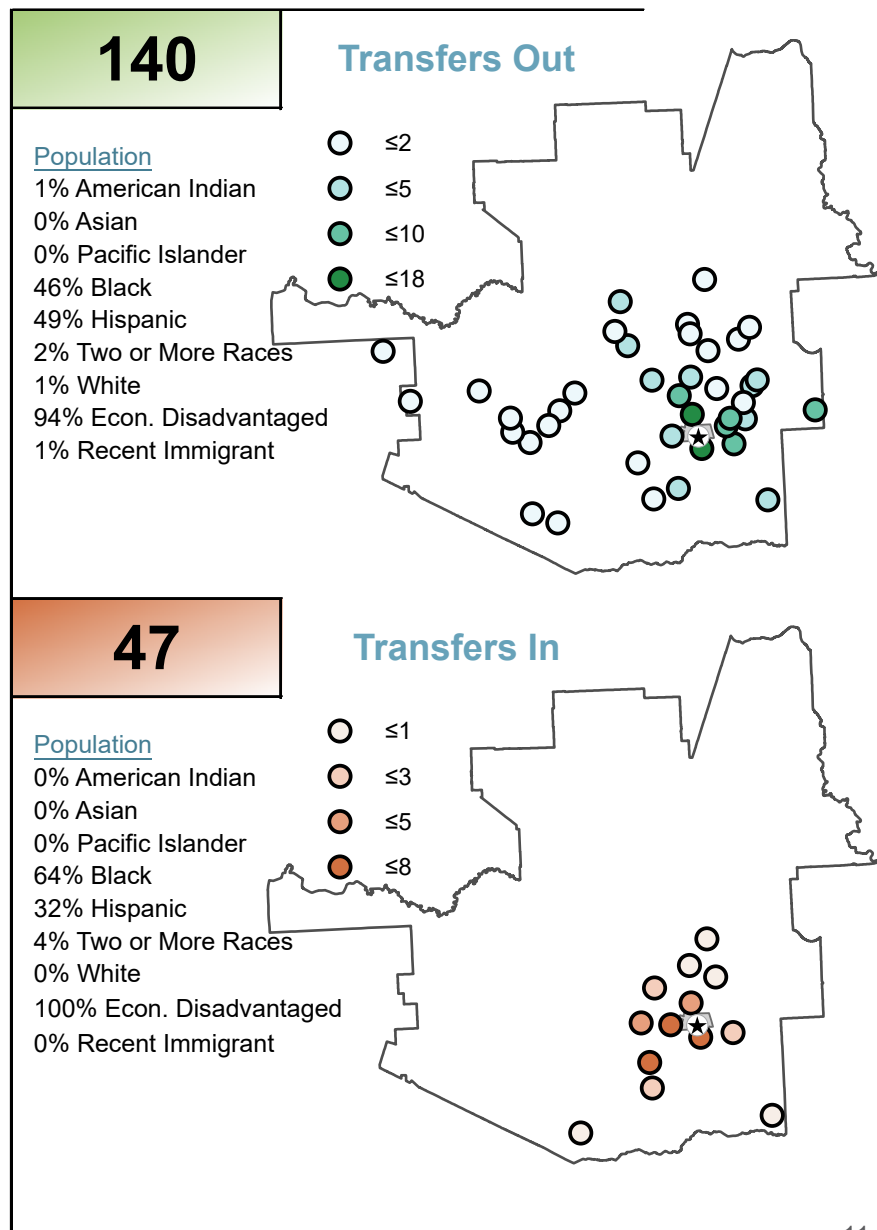 140
Transfers Out
Population
1% American Indian
0% Asian
0% Pacific Islander
46% Black
49% Hispanic
2% Two or More Races
1% White
94% Econ. Disadvantaged
1% Recent Immigrant
≤2
≤5
≤10
≤18
47
Transfers In
Population
0% American Indian
0% Asian
0% Pacific Islander
64% Black
32% Hispanic
4% Two or More Races
0% White
100% Econ. Disadvantaged
0% Recent Immigrant
≤1
≤3
≤5
≤8